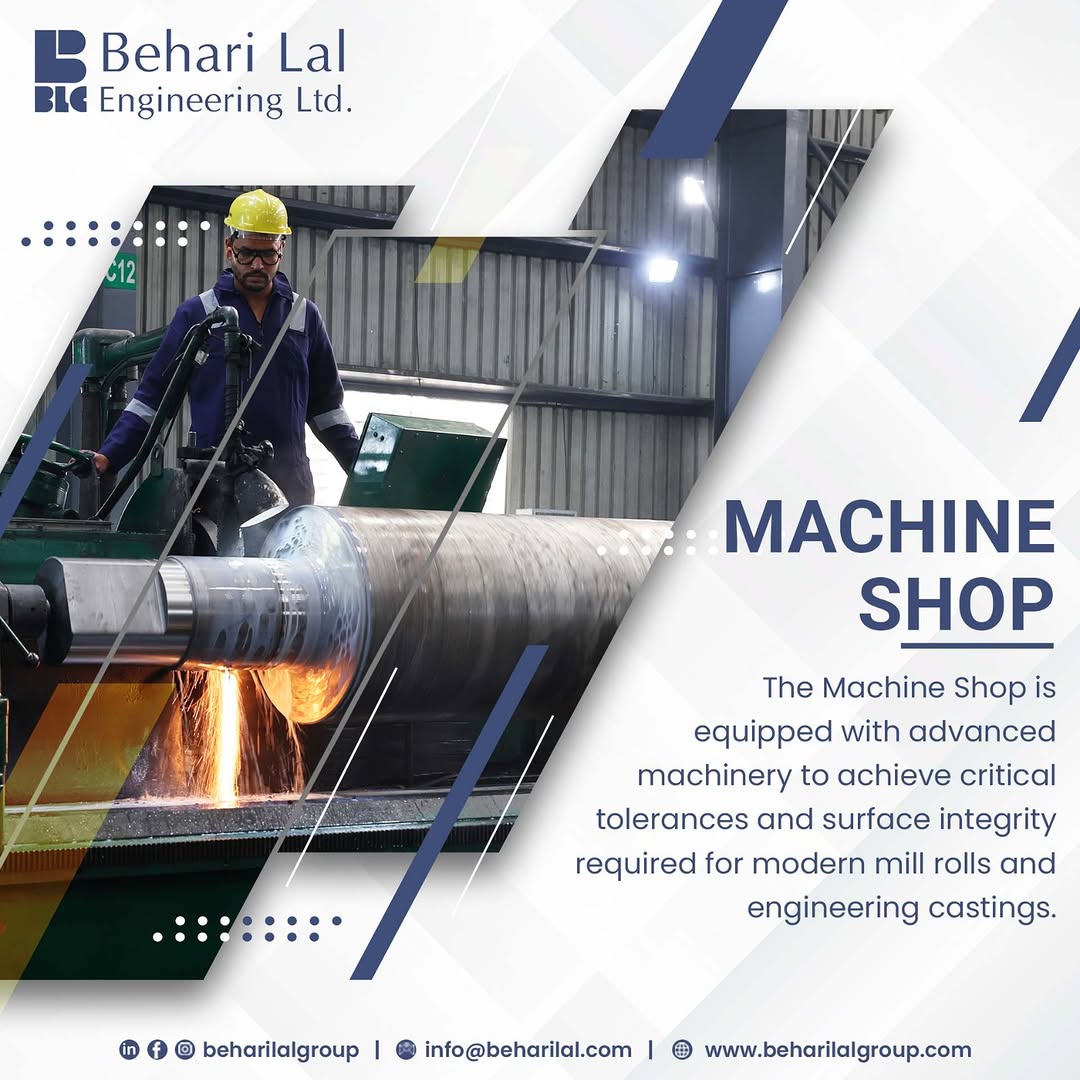 Behari Lal
BLC Engineering Ltd.
C12
MACHINE
SHOP
The Machine Shop is
equipped with advanced
machinery to achieve critical
tolerances and surface integrity
required for modern mill rolls and
engineering castings.
beharilalgroup | info@beharilal.com | www.beharilalgroup.com